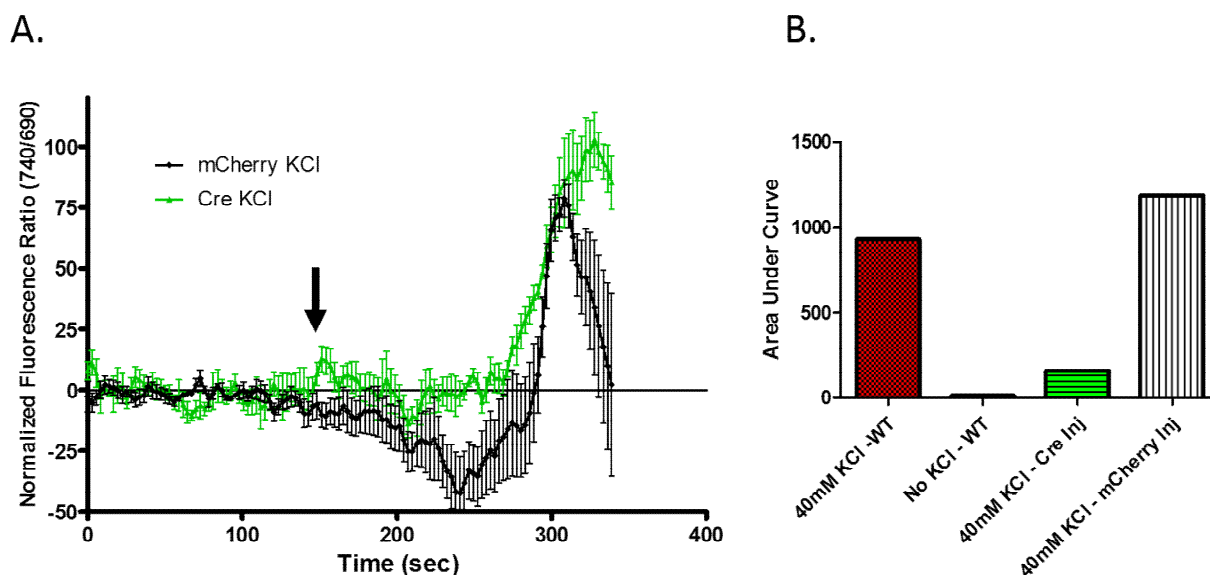 A.
B.
Normalized Fluorescence Ratio (740/690)
100
75
50
25
0
-25
-50
mCherry KCl
Cre KCl
0
100
200
300
400
Time (sec)
Area Under Curve
1500
1000
500
0
40mM KCl -WT
No KCl - WT
40mM KCl - Cre Inj
40mM KCl - mCherry Inj